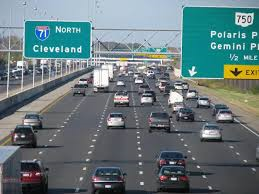 71 NORTH
Cleveland
750
Polaris P
Gemini P
½ MILE
EXIT